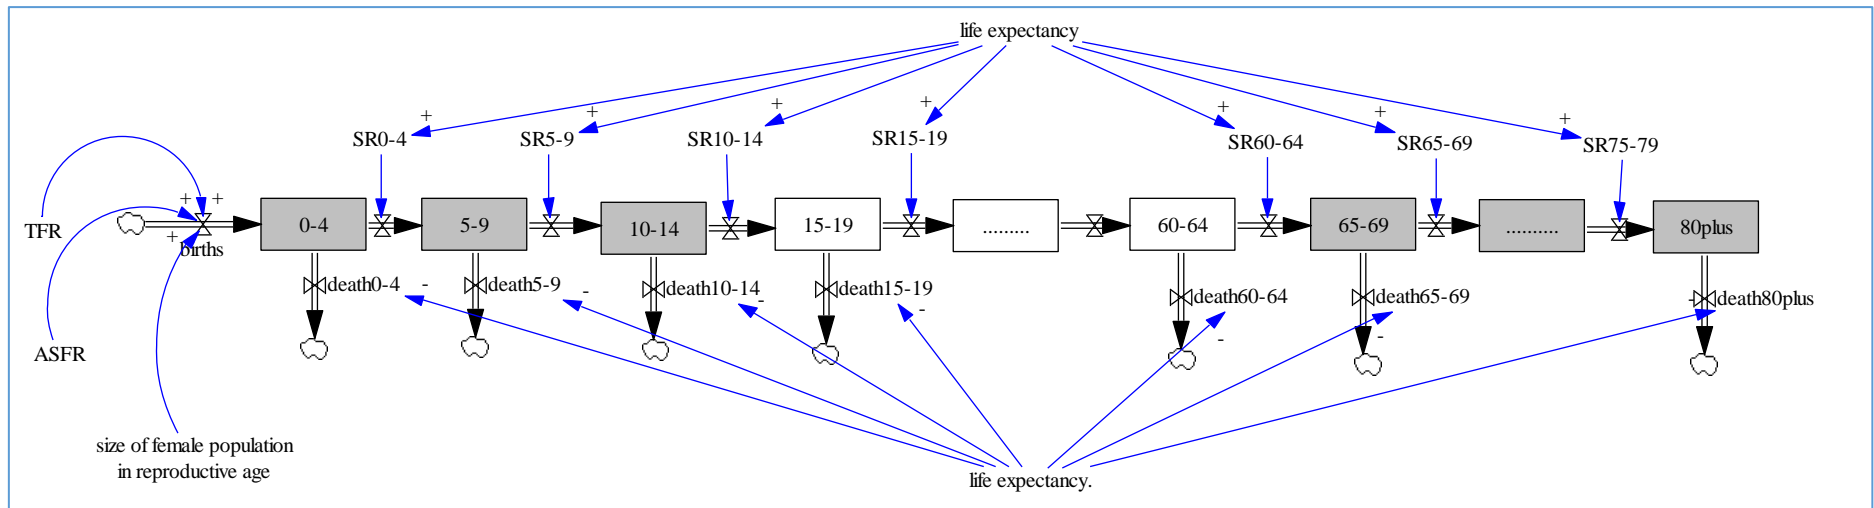 life expectancy
+ + + + + + +
SR0-4 SR5-9 SR10-14 SR15-19 SR60-64 SR65-69 SR75-79
+ +
TFR
+
births
0-4 5-9 10-14 15-19 ......... 60-64 65-69 .......... 80plus
death0-4 - death5-9 - death10-14 - death15-19 - death60-64 - death65-69 - - death80plus
ASFR
size of female population
in reproductive age
life expectancy.